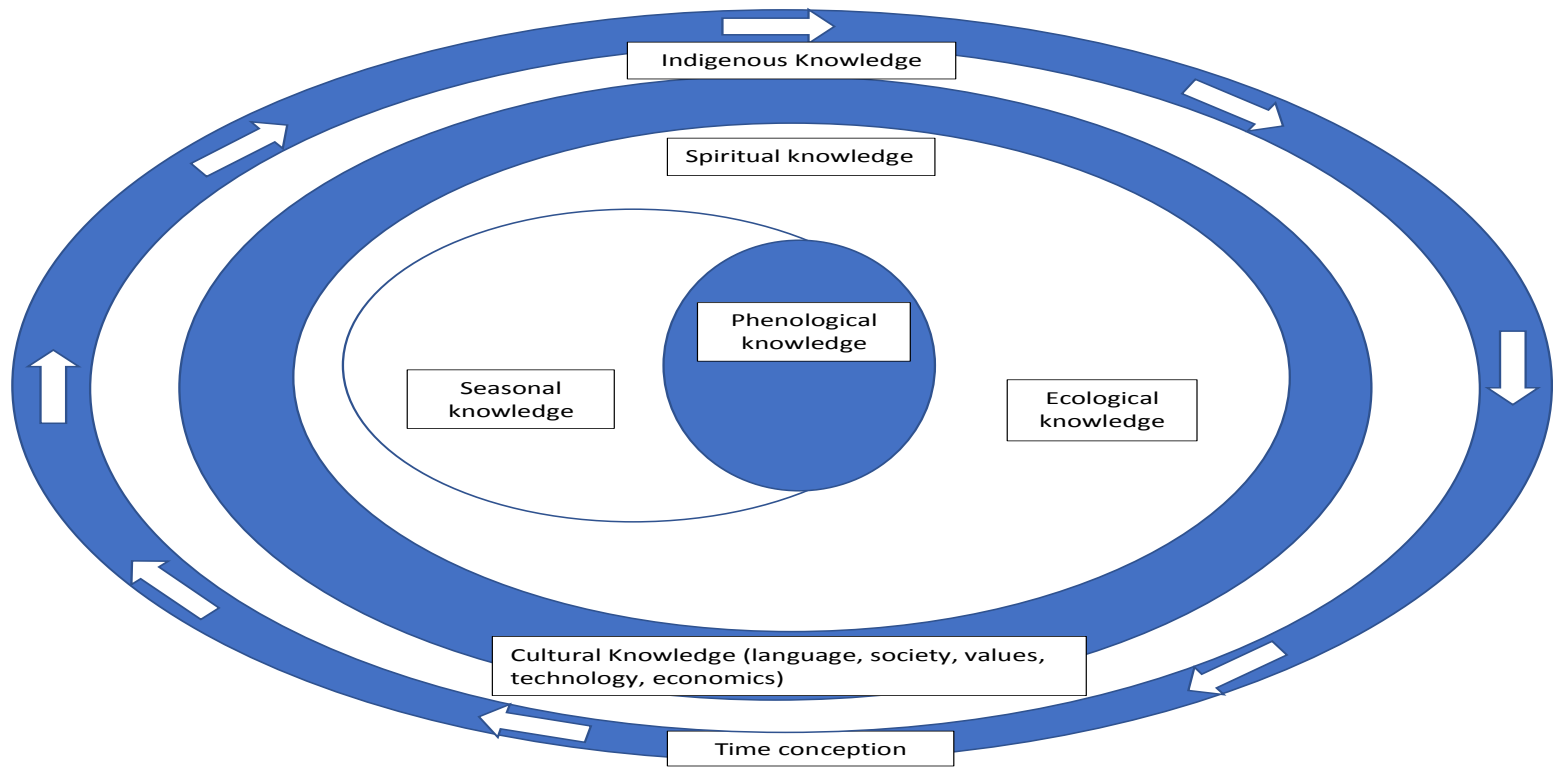 Indigenous Knowledge
Spiritual knowledge
Phenological
knowledge
Seasonal
knowledge
Ecological
knowledge
Cultural Knowledge (language, society, values,
technology, economics)
Time conception